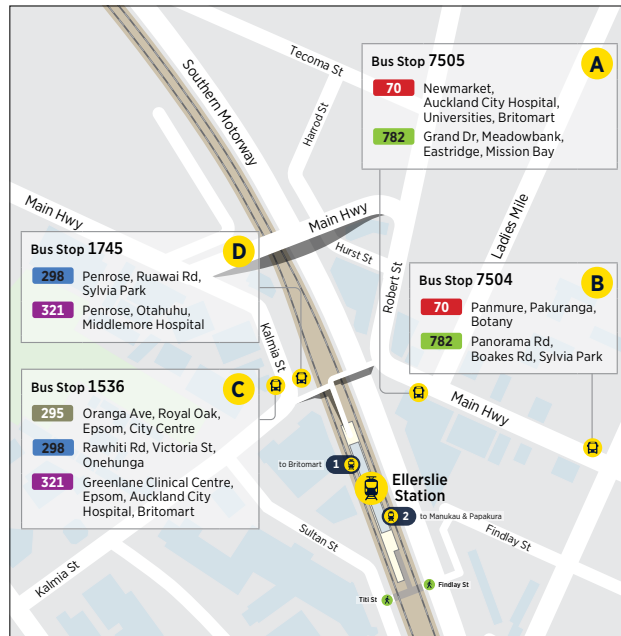 Tecoma St
Southern Motorway
Harrod St
Main Hwy
Main Hwy
Hurst St
Robert St
Ladies Mile
Bus Stop 7505
A
70
Newmarket,
Auckland City Hospital,
Universities, Britomart
782
Grand Dr, Meadowbank,
Eastridge, Mission Bay
Bus Stop 1745
D
298
Penrose, Ruawai Rd,
Sylvia Park
321
Penrose, Otahuhu,
Middlemore Hospital
Bus Stop 7504
B
70
Panmure, Pakuranga,
Botany
782
Panorama Rd,
Boakes Rd, Sylvia Park
Kalmia St
Main Hwy
Bus Stop 1536
C
295
Oranga Ave, Royal Oak,
Epsom, City Centre
298
Rawhiti Rd, Victoria St,
Onehunga
321
Greenlane Clinical Centre,
Epsom, Auckland City
Hospital, Britomart
to Britomart
1
Ellerslie
Station
2
to Manukau & Papakura
Sultan St
Findlay St
Kalmia St
Findlay St
Titi St